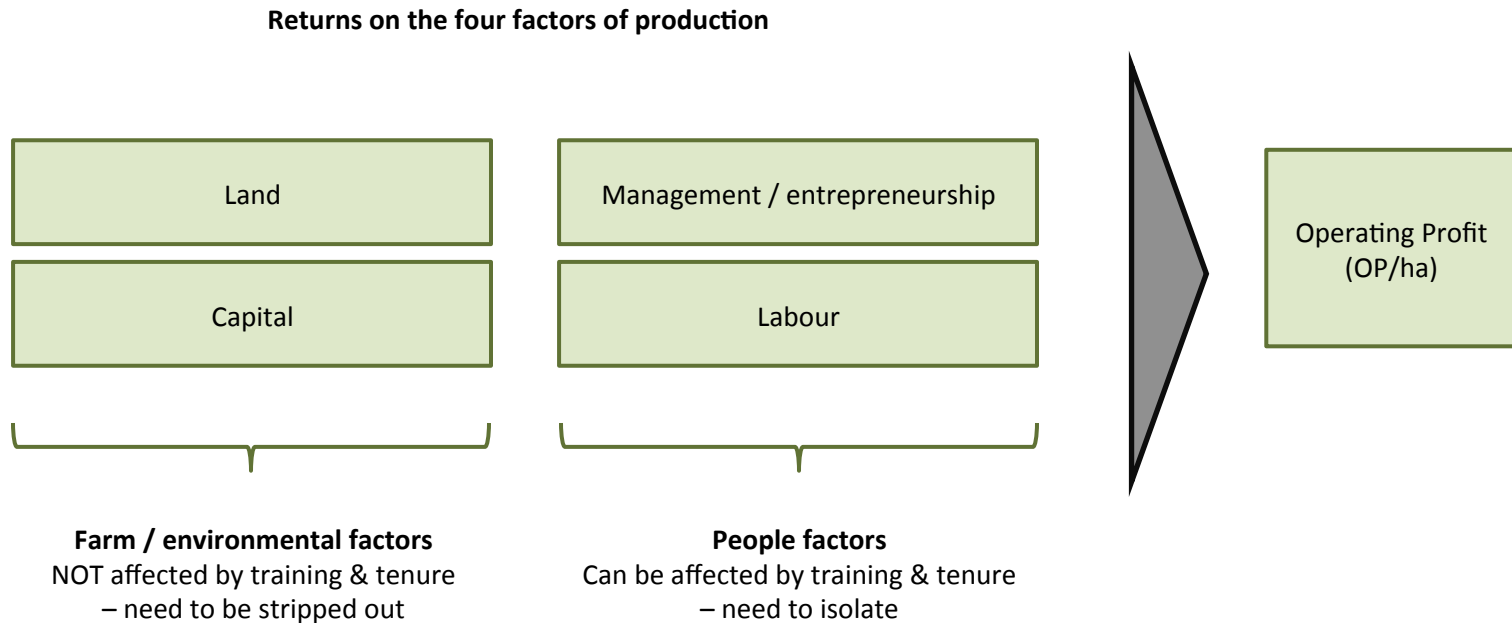 Returns on the four factors of production
Land
Management / entrepreneurship
Capital
Labour
Operating Profit
(OP/ha)
Farm / environmental factors
NOT affected by training & tenure
– need to be stripped out
People factors
Can be affected by training & tenure
– need to isolate